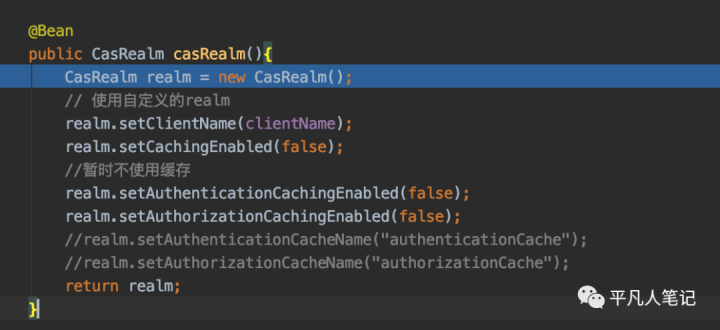 @Bean
public CasRealm casRealm(){
CasRealm realm = new CasRealm();
// 使用自定义的realm
realm.setClientName(clientName);
realm.setCachingEnabled(false);
//暂时不使用缓存
realm.setAuthenticationCachingEnabled(false);
realm.setAuthorizationCachingEnabled(false);
//realm.setAuthenticationCacheName("authenticationCache");
//realm.setAuthorizationCacheName("authorizationCache");
return realm;
}
平凡人笔记